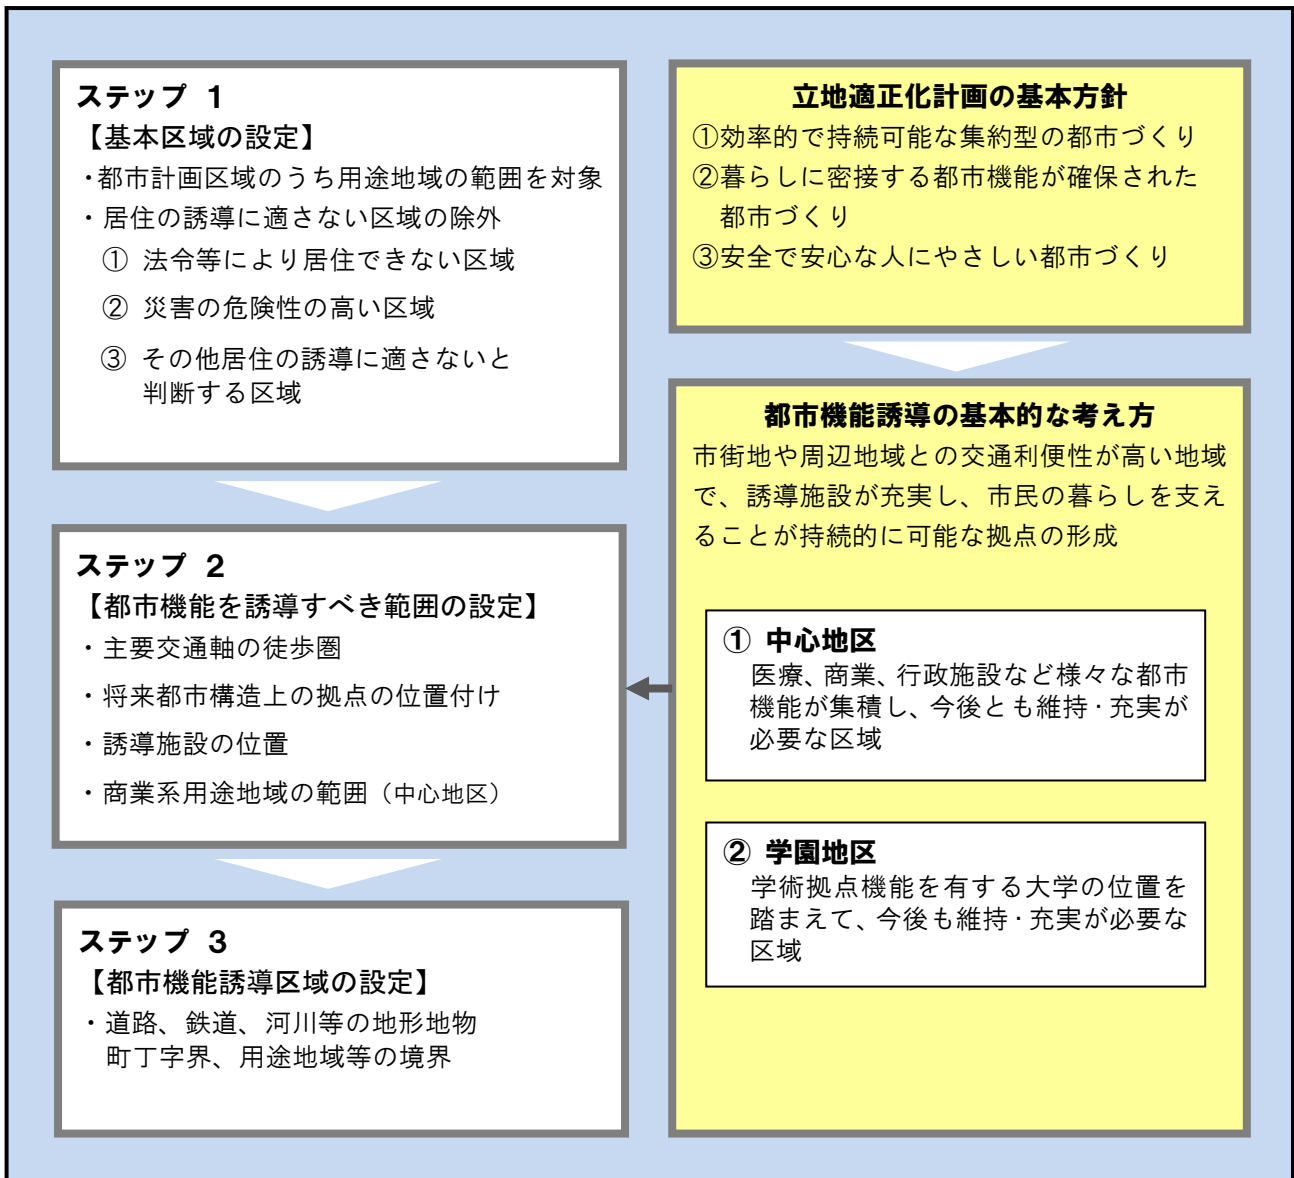 ステップ 1
【基本区域の設定】
・都市計画区域のうち用途地域の範囲を対象
・居住の誘導に適さない区域の除外
① 法令等により居住できない区域
② 災害の危険性の高い区域
③ その他居住の誘導に適さないと
判断する区域
ステップ 2
【都市機能を誘導すべき範囲の設定】
・主要交通軸の徒歩圏
・将来都市構造上の拠点の位置付け
・誘導施設の位置
・商業系用途地域の範囲（中心地区）
ステップ 3
【都市機能誘導区域の設定】
・道路、鉄道、河川等の地形地物
町丁字界、用途地域等の境界
立地適正化計画の基本方針
①効率的で持続可能な集約型の都市づくり
②暮らしに密接する都市機能が確保された
都市づくり
③安全で安心な人にやさしい都市づくり
都市機能誘導の基本的な考え方
市街地や周辺地域との交通利便性が高い地域
で、誘導施設が充実し、市民の暮らしを支え
ることが持続的に可能な拠点の形成
① 中心地区
医療、商業、行政施設など様々な都市
機能が集積し、今後とも維持・充実が
必要な区域
② 学園地区
学術拠点機能を有する大学の位置を
踏まえて、今後も維持・充実が必要な
区域